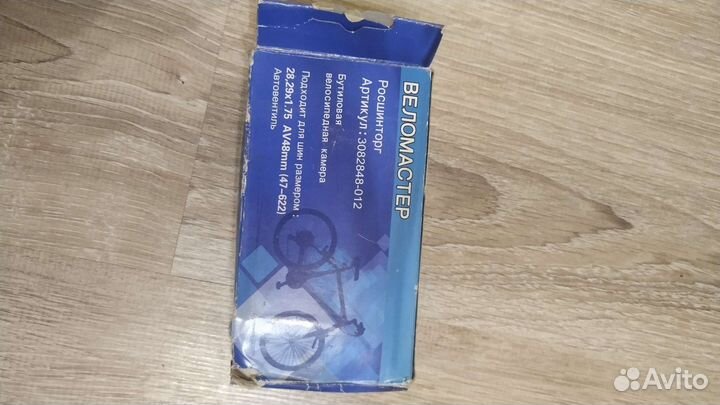 ВЕЛОМАСТЕР
Росшинторг
Артикул: 3082848-012
Бутиловая
велосипедная камера
Подходит для шин размером :
28,29x1.75 AV48mm (47-622)
Автовентиль
Avito